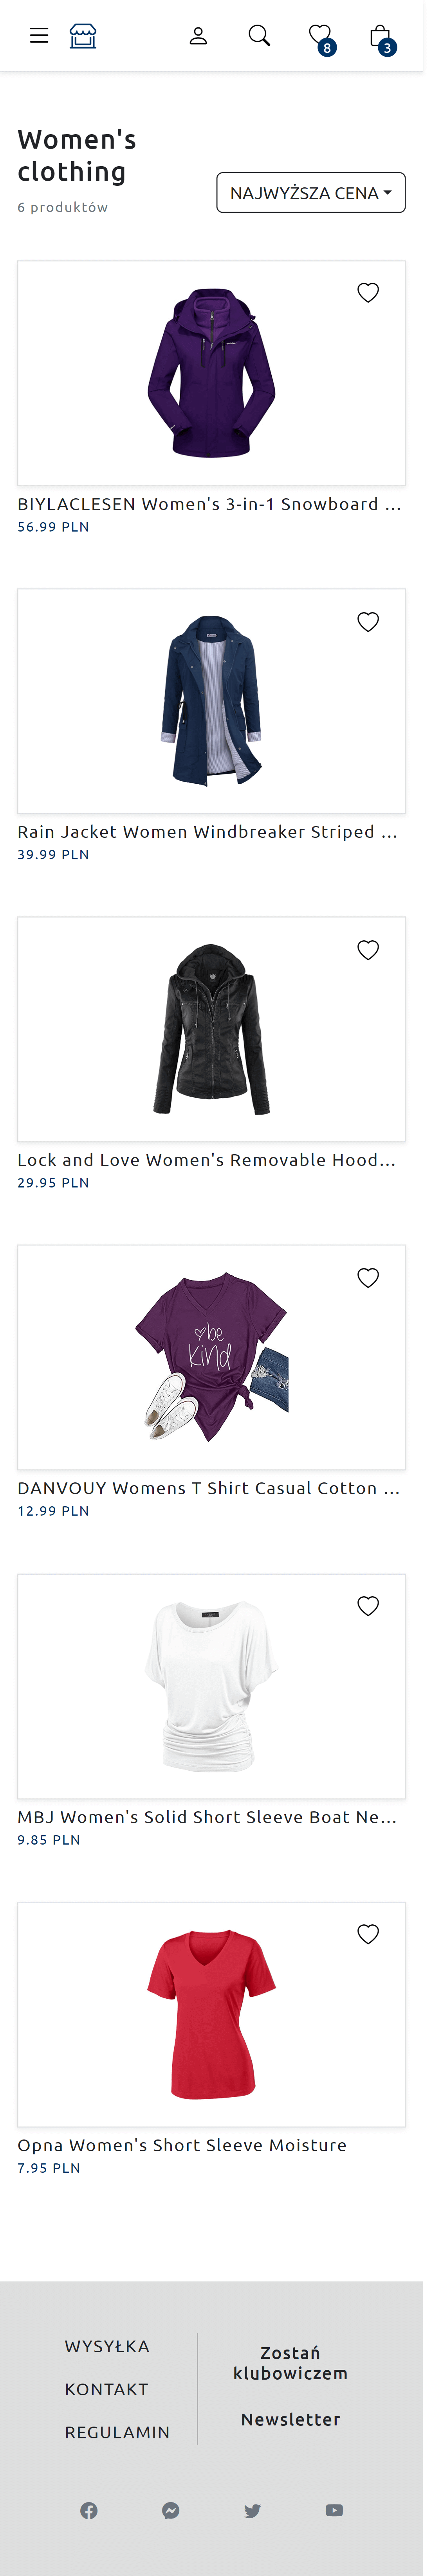 8
3
Women's
clothing
6 produktów
NAJWYŻSZA CENA
BIYLACLESEN Women's 3-in-1 Snowboard ...
56.99 PLN
Rain Jacket Women Windbreaker Striped ...
39.99 PLN
Lock and Love Women's Removable Hood...
29.95 PLN
be
kind
DANVOUY Womens T Shirt Casual Cotton ...
12.99 PLN
MBJ Women's Solid Short Sleeve Boat Ne...
9.85 PLN
Opna Women's Short Sleeve Moisture
7.95 PLN
WYSYŁKA
KONTAKT
REGULAMIN
Zostań
klubowiczem
Newsletter